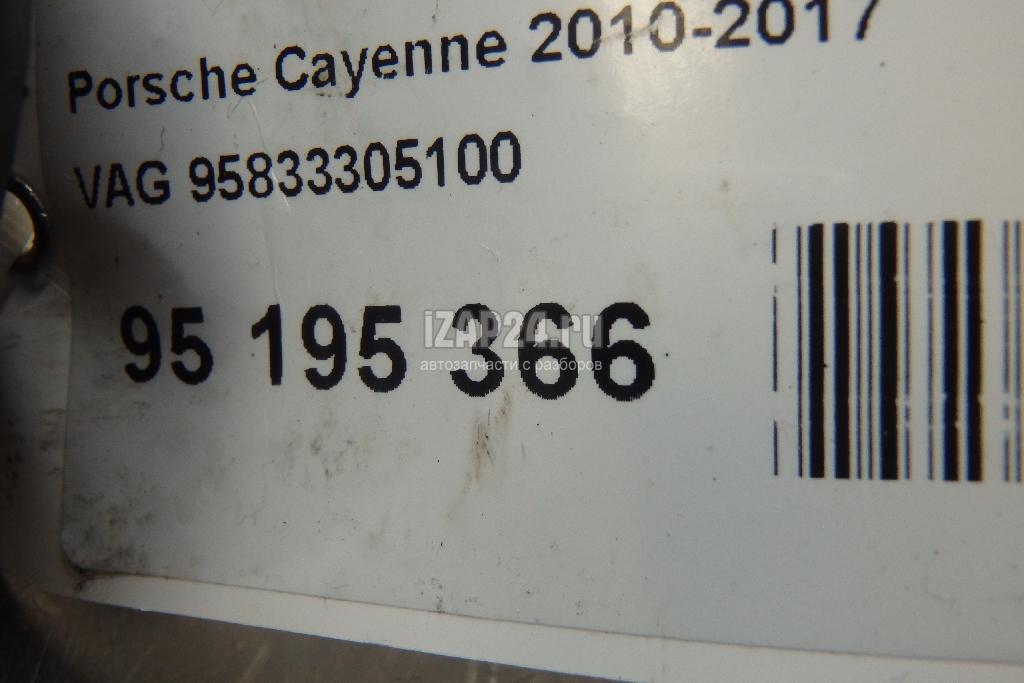 Porsche Cayenne 2010-2017
VAG 95833305100
95 195 366
iZAP24.ru
автозапчасти с разборов